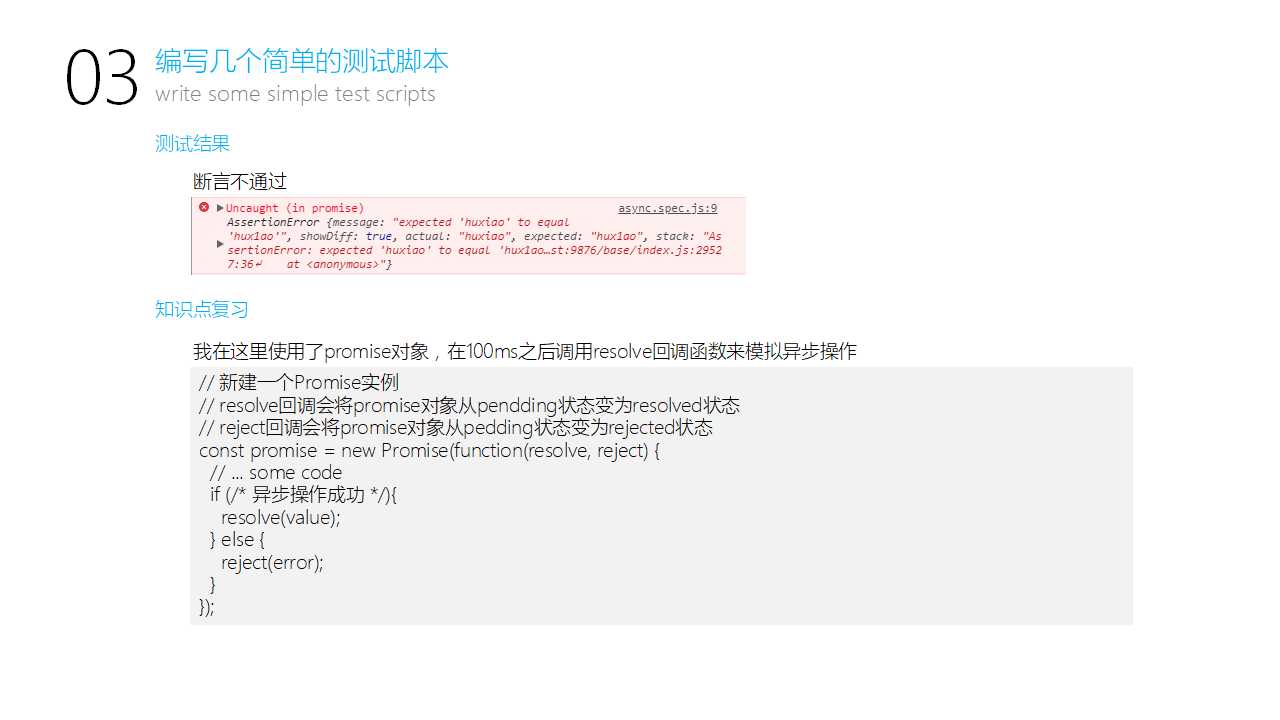 03
编写几个简单的测试脚本
write some simple test scripts
测试结果
断言不通过
Uncaught (in promise) async.spec.js:9
AssertionError {message: "expected 'huxiao' to equal
'hux1ao'", showDiff: true, actual: "huxiao", expected: "hux1ao", stack: "As
sertionError: expected 'huxiao' to equal 'hux1ao…st:9876/base/index.js:2952
7:36↵    at <anonymous>"}
知识点复习
我在这里使用了promise对象，在100ms之后调用resolve回调函数来模拟异步操作
// 新建一个Promise实例
// resolve回调会将promise对象从pendding状态变为resolved状态
// reject回调会将promise对象从pedding状态变为rejected状态
const promise = new Promise(function(resolve, reject) {
  // ... some code
  if (/* 异步操作成功 */){
    resolve(value);
  } else {
    reject(error);
  }
});